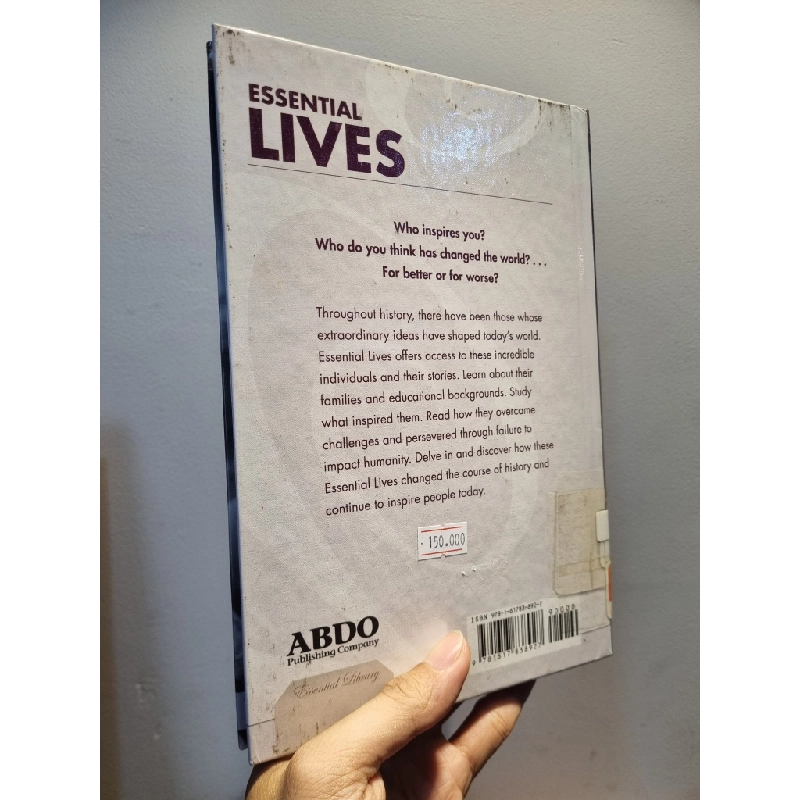 ESSENTIAL
LIVES
Who inspires you?
Who do you think has changed the world? . . .
For better or for worse?
Throughout history, there have been those whose
extraordinary ideas have shaped today's world.
Essential Lives offers access to these incredible
individuals and their stories. Learn about their
families and educational backgrounds. Study
what inspired them. Read how they overcame
challenges and persevered through failure to
impact humanity. Delve in and discover how these
Essential Lives changed the course of history and
continue to inspire people today.
150.000
ABDO
Publishing Company
Essential Library
ISBN
90000